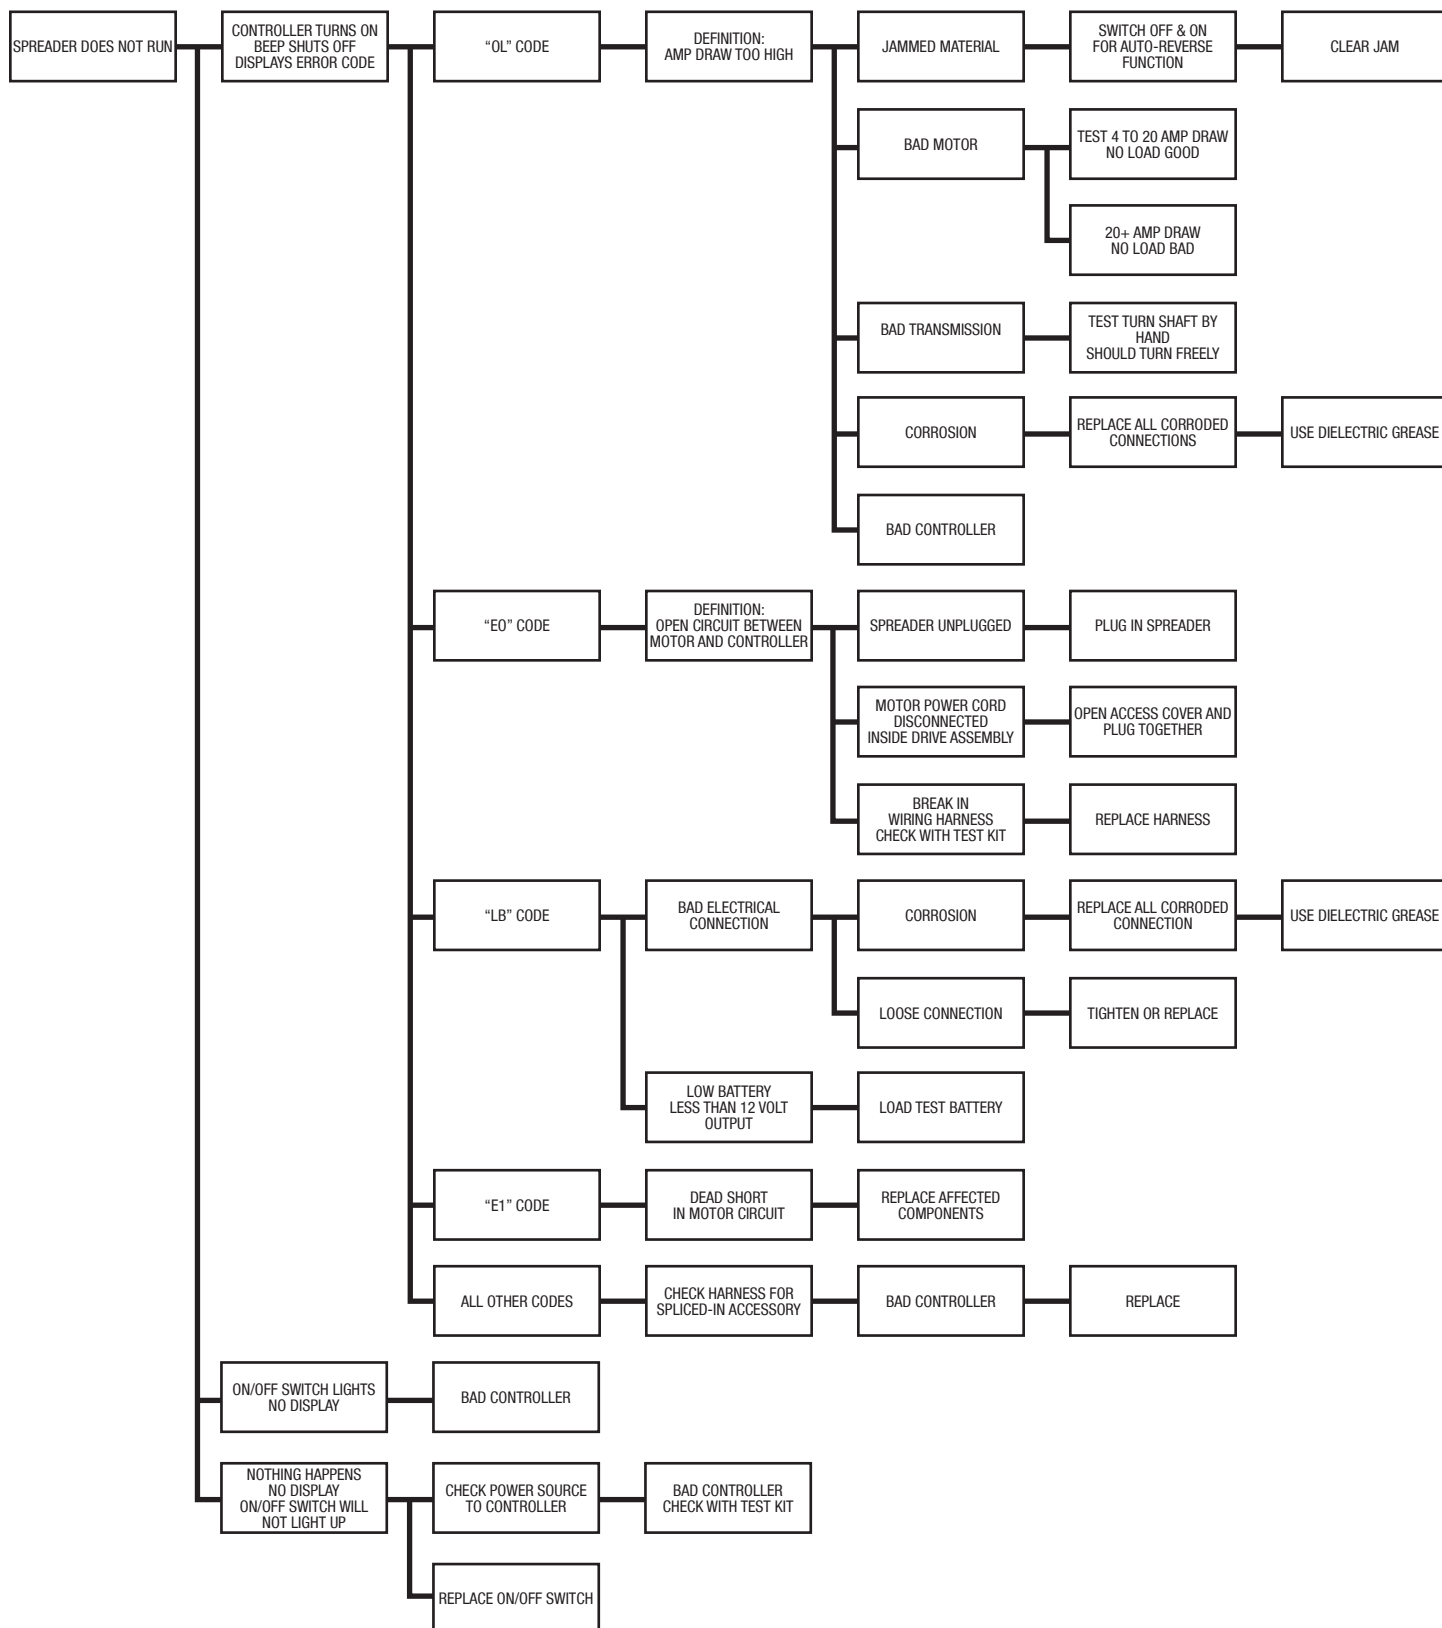 SPREADER DOES NOT RUN
CONTROLLER TURNS ON
BEEP SHUTS OFF
DISPLAYS ERROR CODE
“OL” CODE
DEFINITION:
AMP DRAW TOO HIGH
JAMMED MATERIAL
SWITCH OFF & ON
FOR AUTO-REVERSE
FUNCTION
CLEAR JAM
BAD MOTOR
TEST 4 TO 20 AMP DRAW
NO LOAD GOOD
20+ AMP DRAW
NO LOAD BAD
BAD TRANSMISSION
TEST TURN SHAFT BY
HAND
SHOULD TURN FREELY
CORROSION
REPLACE ALL CORRODED
CONNECTIONS
USE DIELECTRIC GREASE
BAD CONTROLLER
“EO” CODE
DEFINITION:
OPEN CIRCUIT BETWEEN
MOTOR AND CONTROLLER
SPREADER UNPLUGGED
PLUG IN SPREADER
MOTOR POWER CORD
DISCONNECTED
INSIDE DRIVE ASSEMBLY
OPEN ACCESS COVER AND
PLUG TOGETHER
BREAK IN
WIRING HARNESS
CHECK WITH TEST KIT
REPLACE HARNESS
“LB” CODE
BAD ELECTRICAL
CONNECTION
CORROSION
REPLACE ALL CORRODED
CONNECTION
USE DIELECTRIC GREASE
LOOSE CONNECTION
TIGHTEN OR REPLACE
LOW BATTERY
LESS THAN 12 VOLT
OUTPUT
LOAD TEST BATTERY
“E1” CODE
DEAD SHORT
IN MOTOR CIRCUIT
REPLACE AFFECTED
COMPONENTS
ALL OTHER CODES
CHECK HARNESS FOR
SPLICED-IN ACCESSORY
BAD CONTROLLER
REPLACE
ON/OFF SWITCH LIGHTS
NO DISPLAY
BAD CONTROLLER
NOTHING HAPPENS
NO DISPLAY
ON/OFF SWITCH WILL
NOT LIGHT UP
CHECK POWER SOURCE
TO CONTROLLER
BAD CONTROLLER
CHECK WITH TEST KIT
REPLACE ON/OFF SWITCH